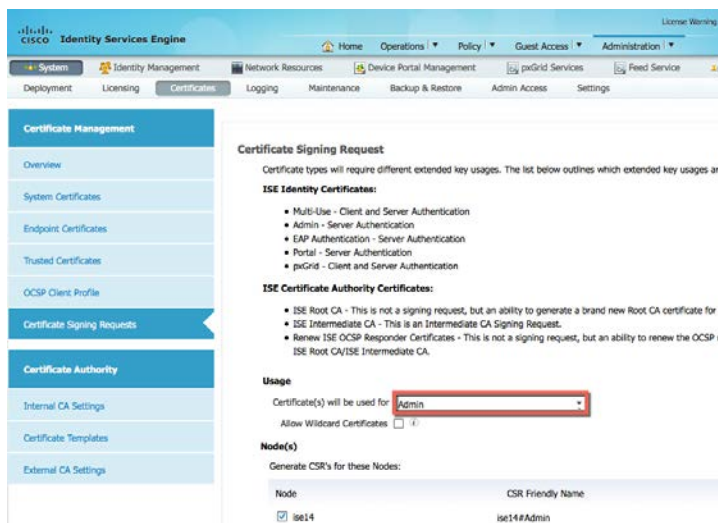 License Warning
CISCO Identity Services Engine
Home Operations Policy Guest Access Administration
System Identity Management Network Resources Device Portal Management pxGrid Services Feed Service
Deployment Licensing Certificates Logging Maintenance Backup & Restore Admin Access Settings
Certificate Management
Overview
System Certificates
Endpoint Certificates
Trusted Certificates
OCSP Client Profile
Certificate Signing Requests
Certificate Authority
Internal CA Settings
Certificate Templates
External CA Settings
Certificate Signing Request
Certificate types will require different extended key usages. The list below outlines which extended key usages
ISE Identity Certificates:
• Multi-Use - Client and Server Authentication
• Admin - Server Authentication
• EAP Authentication - Server Authentication
• Portal - Server Authentication
• pxGrid - Client and Server Authentication
ISE Certificate Authority Certificates:
• ISE Root CA - This is not a signing request, but an ability to generate a brand new Root CA certificate for
• ISE Intermediate CA - This is an Intermediate CA Signing Request.
• Renew ISE OCSP Responder Certificates - This is not a signing request, but an ability to renew the OCSP
ISE Root CA/ISE Intermediate CA.
Usage
Certificate(s) will be used for Admin
Allow Wildcard Certificates
Node(s)
Generate CSR's for these Nodes:
Node CSR Friendly Name
ise14 ise14#Admin